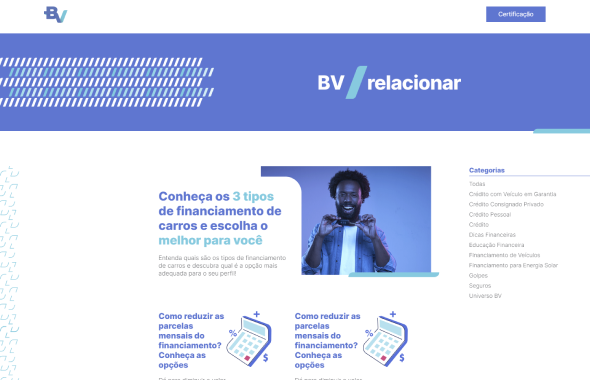 BV
Certificação
BV relacionar
Categorias
Todas
Crédito com Veículo em Garantia
Crédito Consignado Privado
Crédito Pessoal
Crédito
Dicas Financeiras
Educação Financeira
Financiamento de Veículos
Financiamento para Energia Solar
Golpes
Seguros
Universo BV
Conheça os 3 tipos
de financiamento de
carros e escolha o
melhor para você
Entenda quais são os tipos de financiamento
de carros e descubra qual é a opção mais
adequada para o seu perfil!
Como reduzir as
parcelas
mensais do
financiamento?
Conheça as
opções
Como reduzir as
parcelas
mensais do
financiamento?
Conheça as
opções